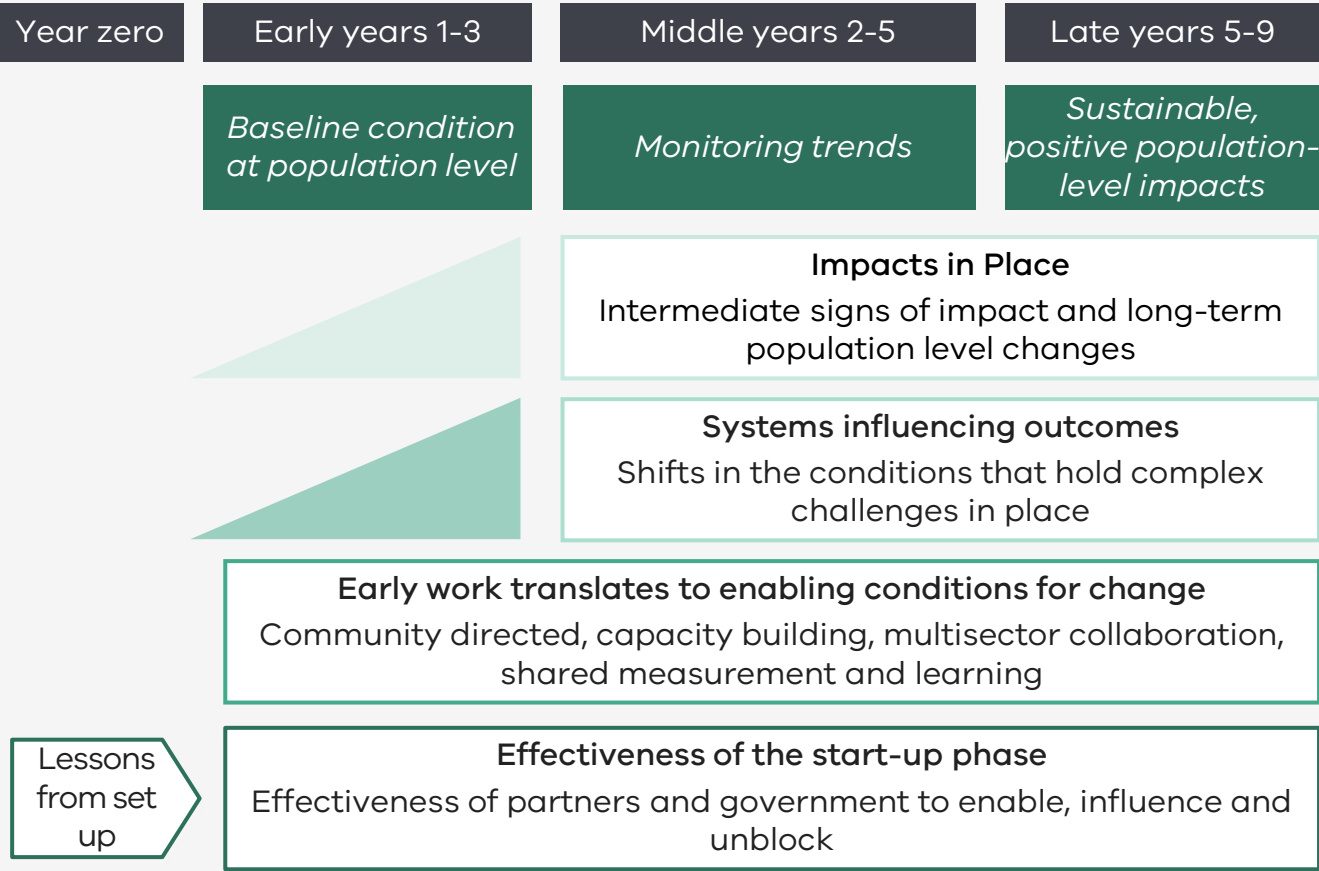 Year zero
Early years 1-3
Middle years 2-5
Late years 5-9
Baseline condition
at population level
Monitoring trends
Sustainable,
positive population-
level impacts
Impacts in Place
Intermediate signs of impact and long-term
population level changes
Systems influencing outcomes
Shifts in the conditions that hold complex
challenges in place
Early work translates to enabling conditions for change
Community directed, capacity building, multisector collaboration,
shared measurement and learning
Lessons
from set
up
Effectiveness of the start-up phase
Effectiveness of partners and government to enable, influence and
unblock